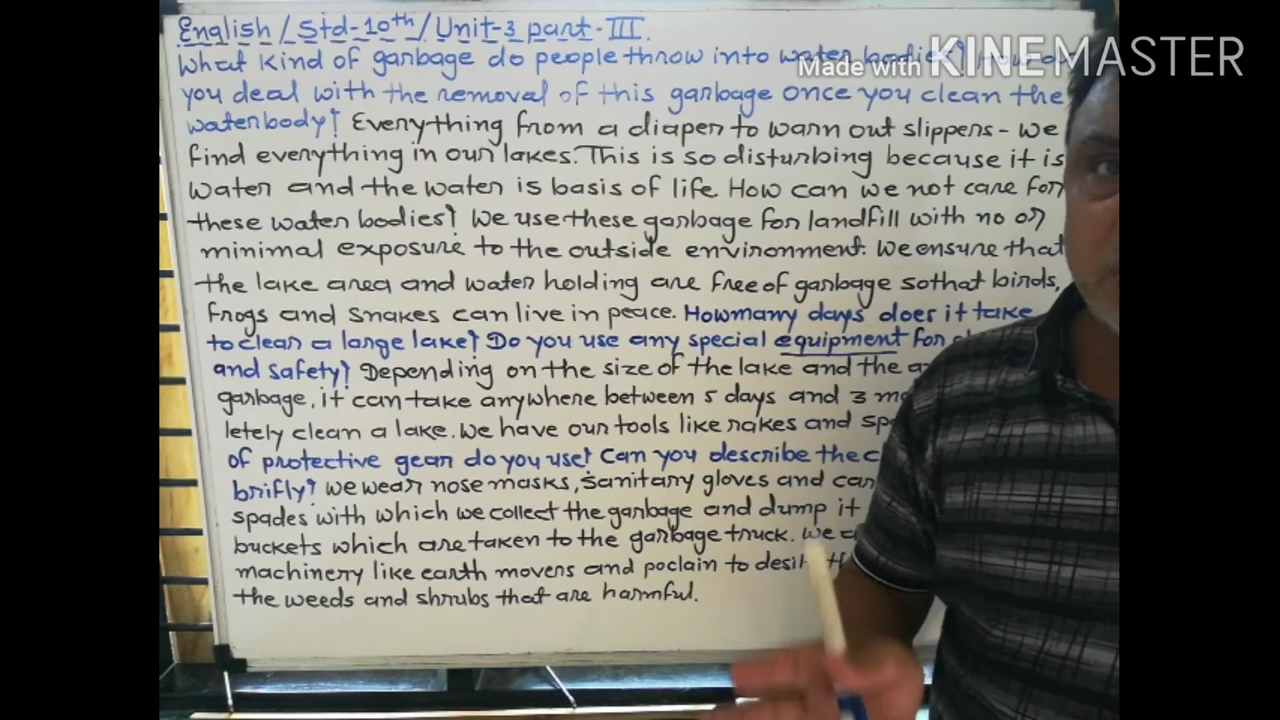 English / Std-10th / Unit-3 part-III.
What kind of garbage do people throw into water bodies? How do
Made with KINEMASTER
you deal with the removal of this garbage once you clean the
waterbody? Everything from a diaper to warn out slippers - we
find everything in our lakes. This is so disturbing because it is
water and the water is basis of life. How can we not care for
these water bodies? We use these garbage for landfill with no or
minimal exposure to the outside environment. We ensure that
the lake area and water holding are free of garbage sothat birds,
frogs and snakes can live in peace. How many days does it take
to clean a large lake? Do you use any special equipment for
and safety? Depending on the size of the lake and the
garbage, it can take anywhere between 5 days and 3
letely clean a lake. We have our tools like rakes and
of protective gear do you use? Can you describe the
brifly? We wear nose masks, sanitary gloves and
spades with which we collect the garbage and dump it
buckets which are taken to the garbage truck. We
machinery like earth movers and poclain to
the weeds and shrubs that are harmful.